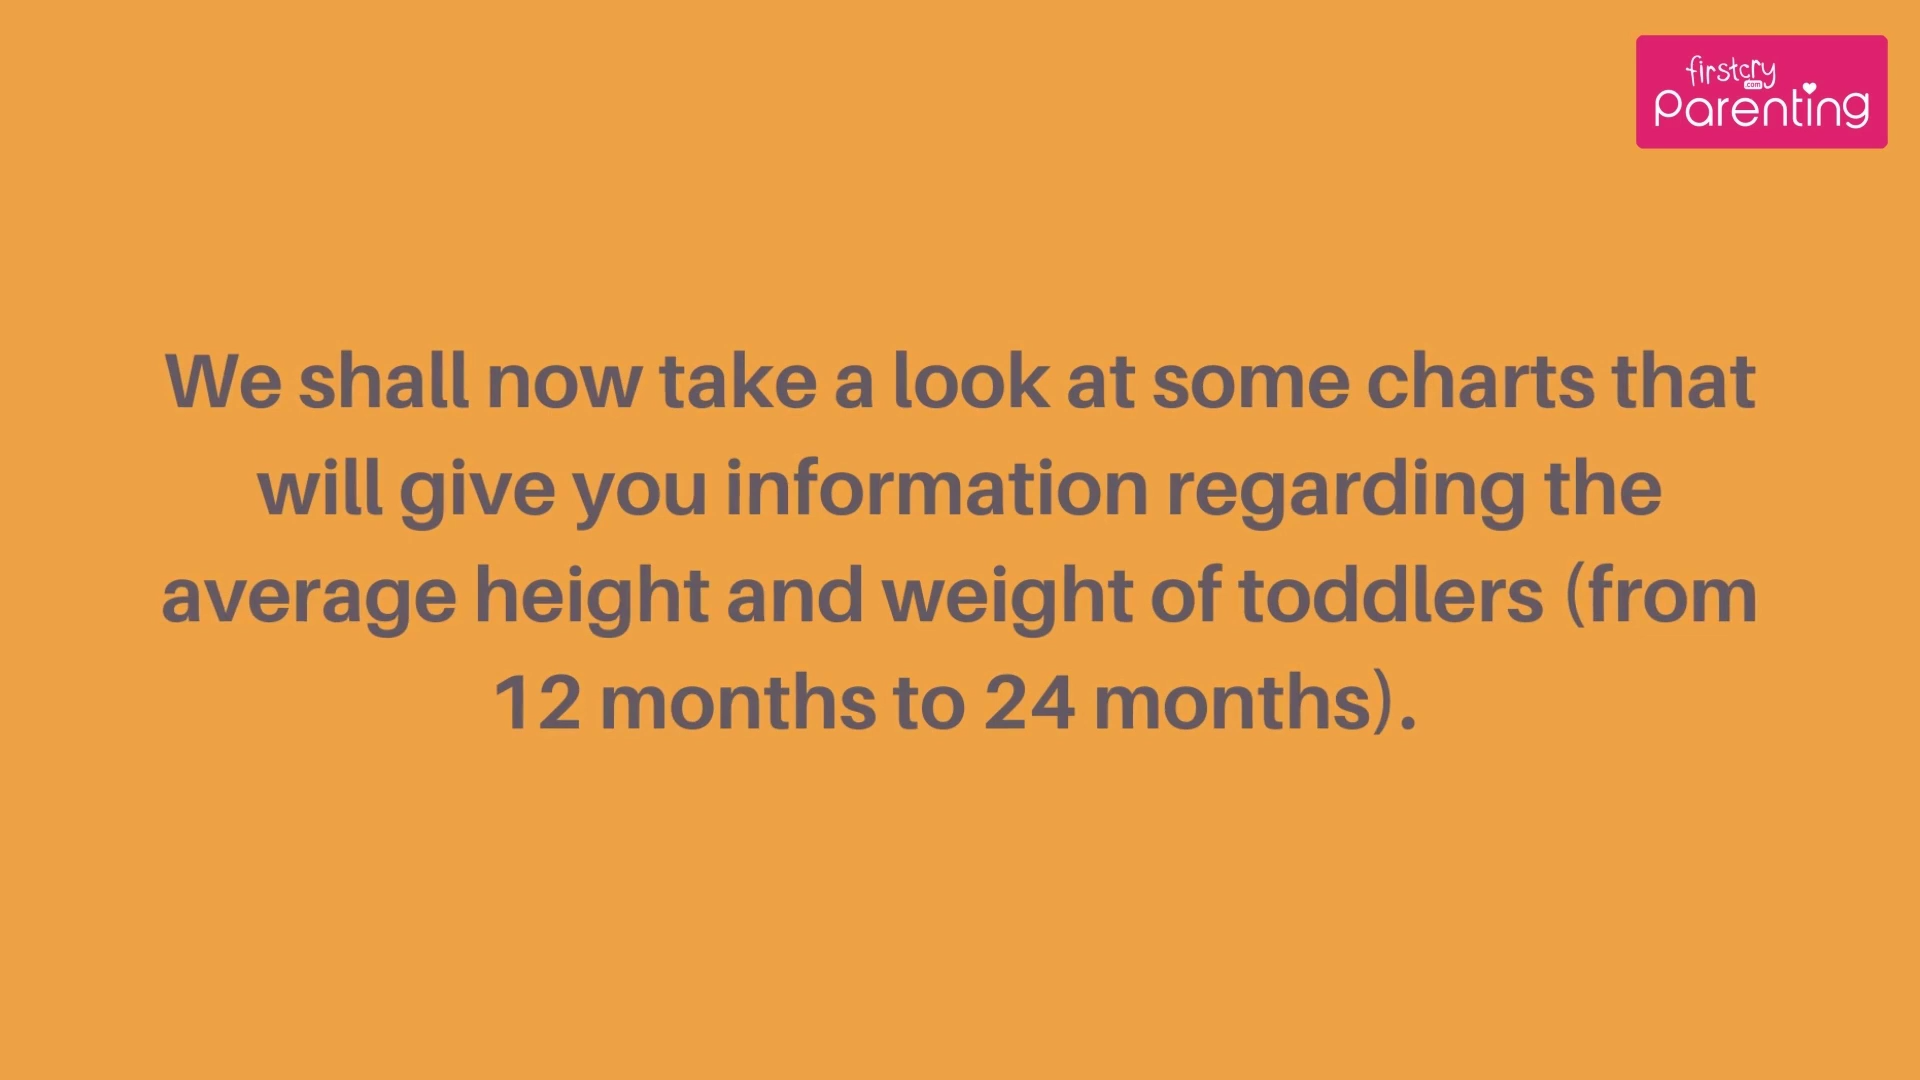 firstcry
.com
Parenting
We shall now take a look at some charts that
will give you information regarding the
average height and weight of toddlers (from
12 months to 24 months).